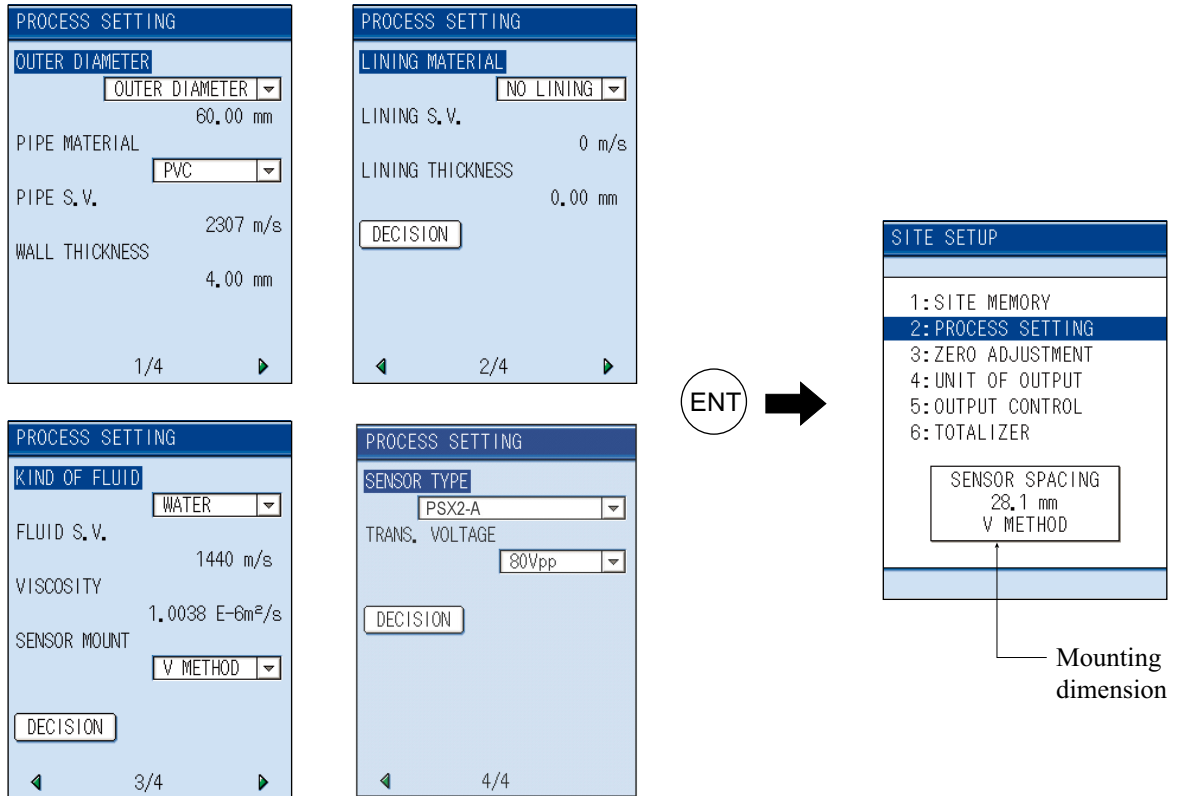 PROCESS SETTING
OUTER DIAMETER
OUTER DIAMETER
60.00 mm
PIPE MATERIAL
PVC
PIPE S.V.
2307 m/s
WALL THICKNESS
4.00 mm
1/4
PROCESS SETTING
LINING MATERIAL
NO LINING
LINING S.V.
0 m/s
LINING THICKNESS
0.00 mm
DECISION
2/4
PROCESS SETTING
KIND OF FLUID
WATER
FLUID S.V.
1440 m/s
VISCOSITY
1.0038 E-6m²/s
SENSOR MOUNT
V METHOD
DECISION
3/4
PROCESS SETTING
SENSOR TYPE
PSX2-A
TRANS. VOLTAGE
80Vpp
DECISION
4/4
ENT
SITE SETUP
1:SITE MEMORY
2:PROCESS SETTING
3:ZERO ADJUSTMENT
4:UNIT OF OUTPUT
5:OUTPUT CONTROL
6:TOTALIZER
SENSOR SPACING
28.1 mm
V METHOD
Mounting
dimension